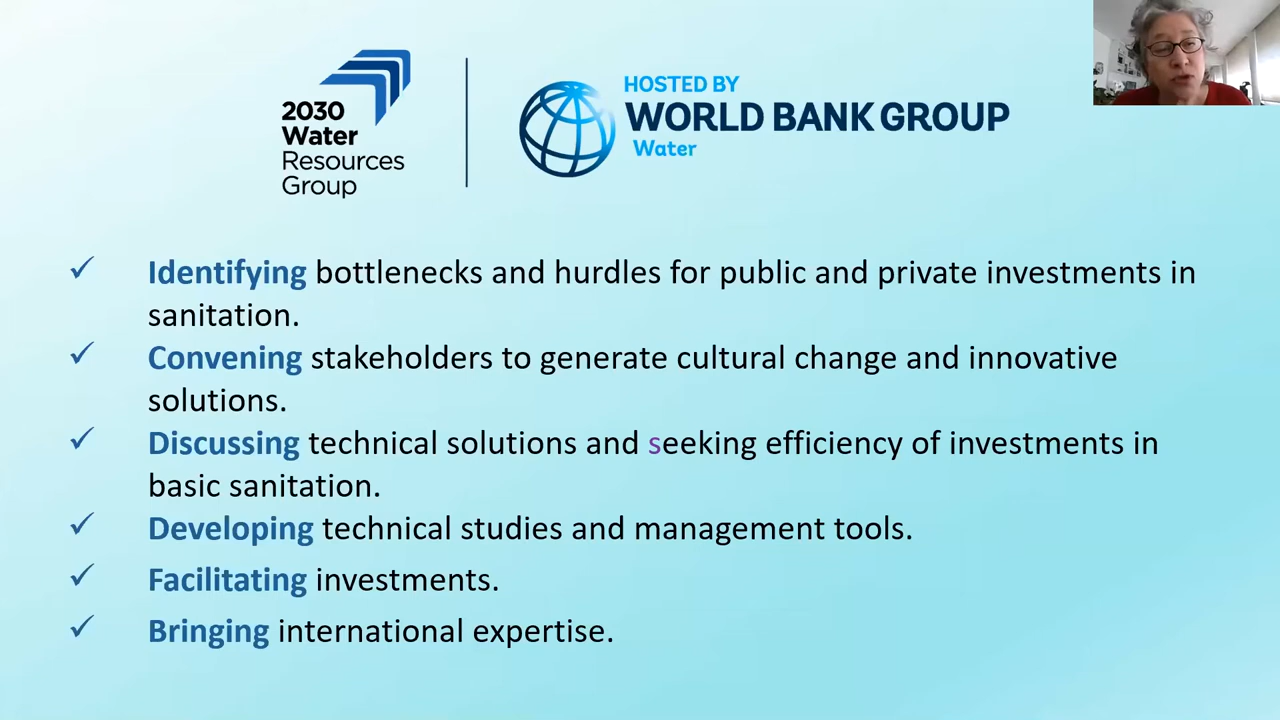 2030
Water
Resources
Group
HOSTED BY
WORLD BANK GROUP
Water
✓ Identifying bottlenecks and hurdles for public and private investments in
sanitation.
✓ Convening stakeholders to generate cultural change and innovative
solutions.
✓ Discussing technical solutions and seeking efficiency of investments in
basic sanitation.
✓ Developing technical studies and management tools.
✓ Facilitating investments.
✓ Bringing international expertise.